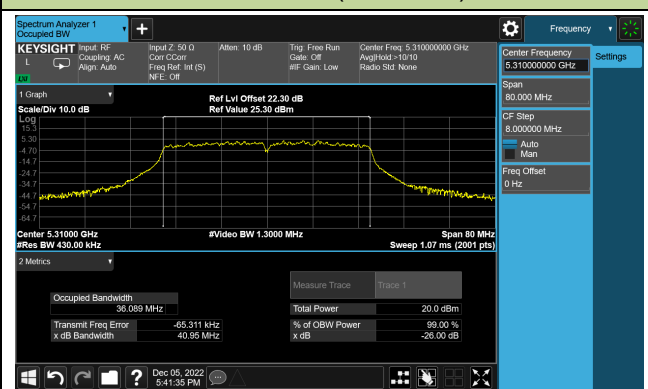 Spectrum Analyzer 1
Occupied BW
Frequency
KEYSIGHT
L
Input: RF
Coupling: AC
Align: Auto
Input Z: 50 Ω
Corr CCorr
Freq Ref: Int (S)
NFE: Off
Atten: 10 dB
Trig: Free Run
Gate: Off
#IF Gain: Low
Center Freq: 5.310000000 GHz
Avg|Hold:>10/10
Radio Std: None
LXI
Center Frequency
5.310000000 GHz
Settings
Span
80.000 MHz
CF Step
8.000000 MHz
Auto
Man
Freq Offset
0 Hz
1 Graph
Scale/Div 10.0 dB
Ref Lvl Offset 22.30 dB
Ref Value 25.30 dBm
Log
15.3
5.30
-4.70
-14.7
-24.7
-34.7
-44.7
-54.7
-64.7
Center 5.31000 GHz
#Video BW 1.3000 MHz
Span 80 MHz
#Res BW 430.00 kHz
Sweep 1.07 ms (2001 pts)
2 Metrics
Measure Trace
Trace 1
Occupied Bandwidth
36.089 MHz
Total Power
20.0 dBm
Transmit Freq Error
-65.311 kHz
% of OBW Power
99.00 %
x dB Bandwidth
40.95 MHz
x dB
-26.00 dB
?
Dec 05, 2022
5:41:35 PM